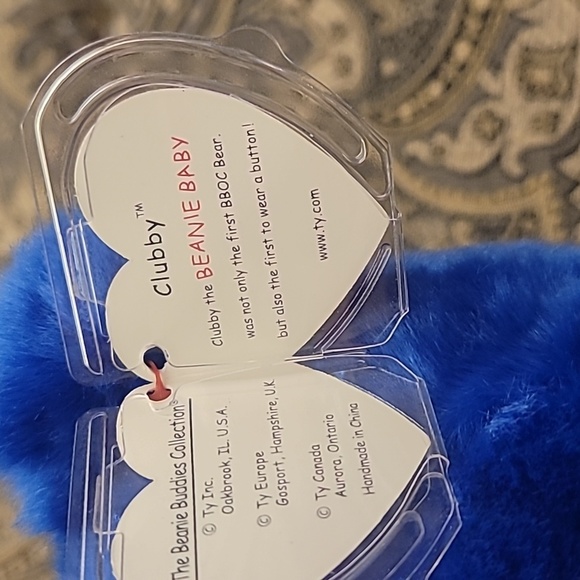 The Beanie Buddies Collection®
© Ty Inc.
Oakbrook, IL. U.S.A.
© Ty Europe
Gosport, Hampshire, U.K.
© Ty Canada
Aurora, Ontario
Handmade in China
Clubby™
BEANIE BABY
Clubby the
was not only the first BBOC Bear.
but also the first to wear a button!
www.ty.com